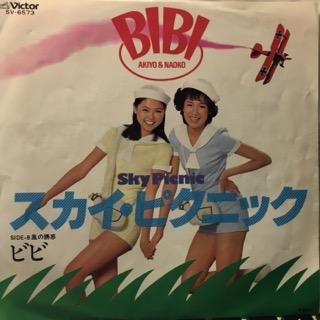 Victor
SV-6573
BIBI
AKIYO & NAOKO
Sky Picnic
スカイ・ピクニック
SIDE-B 風の誘惑
ビビ